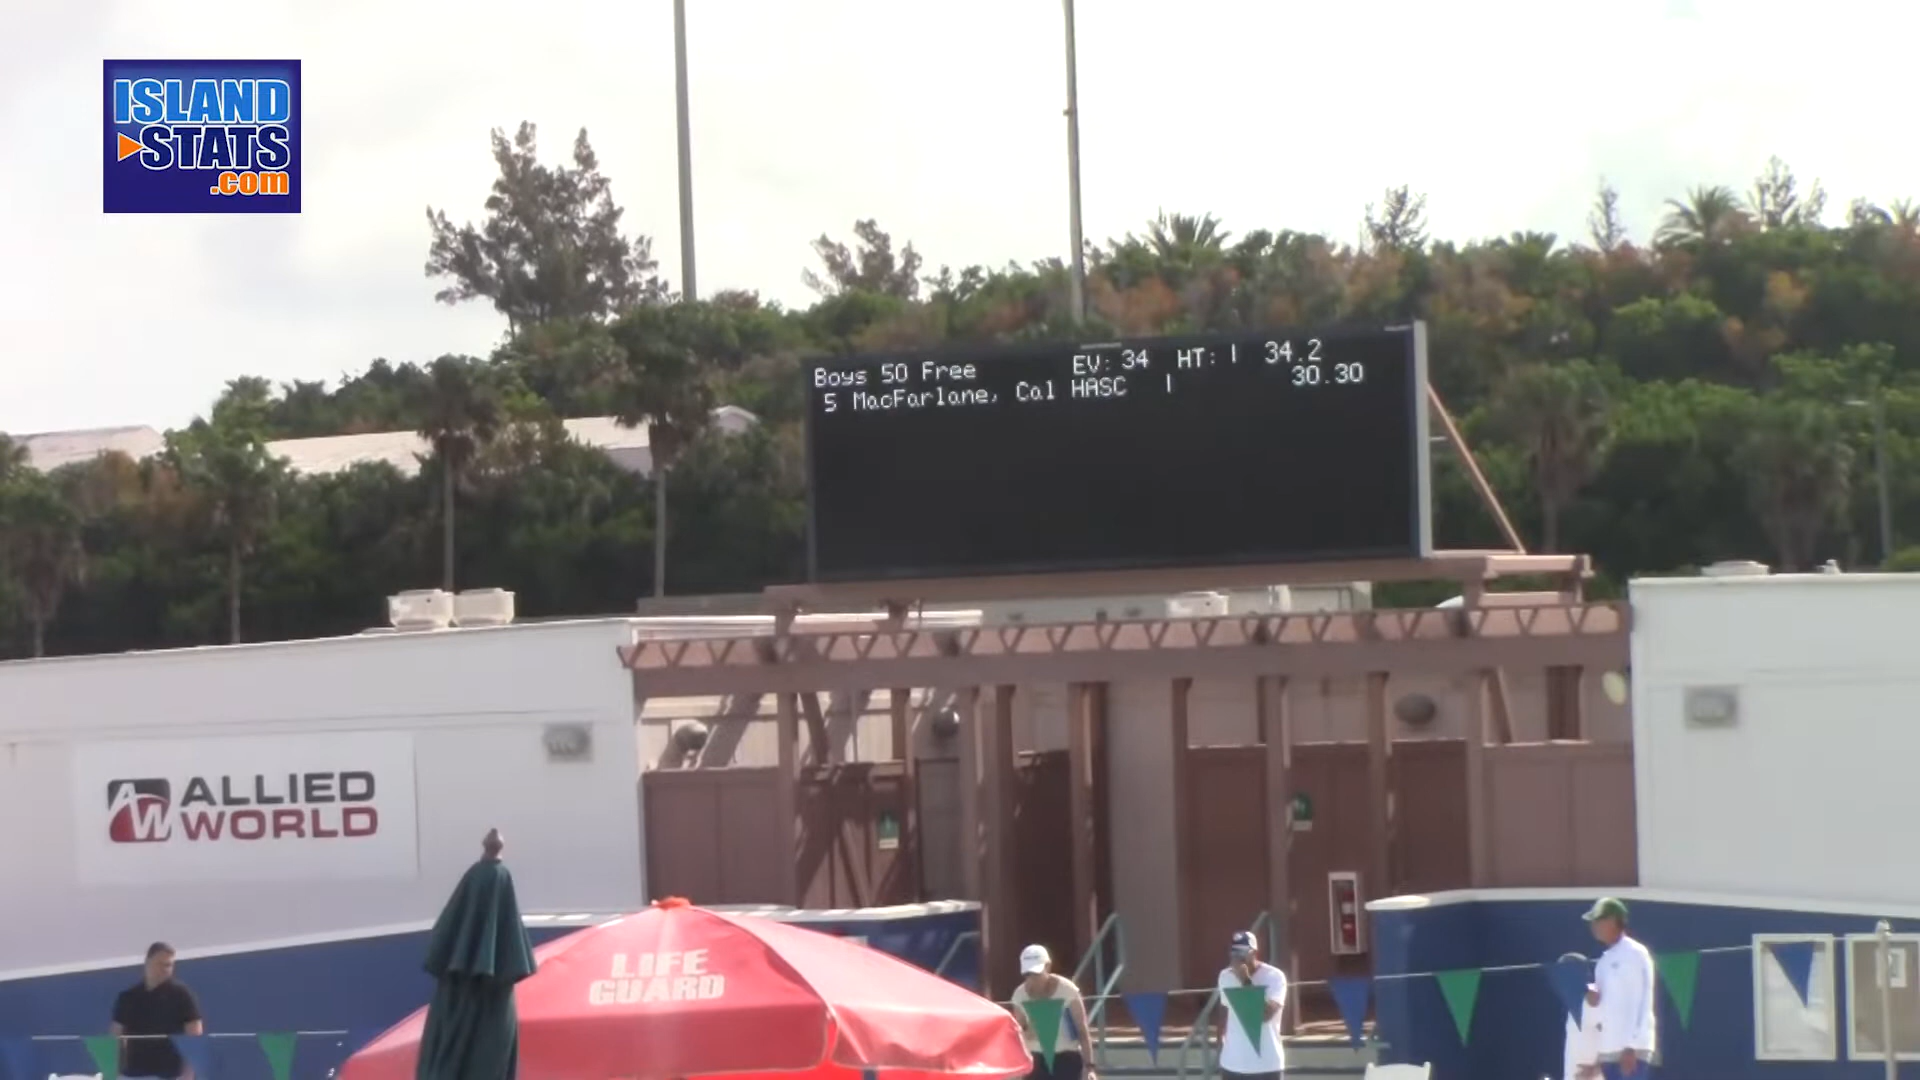 ISLAND
STATS
.com
Boys 50 Free EV: 34 HT: 1 34.2
5 MacFarlane, Cal HASC 1 30.30
AW ALLIED
WORLD
LIFE
GUARD